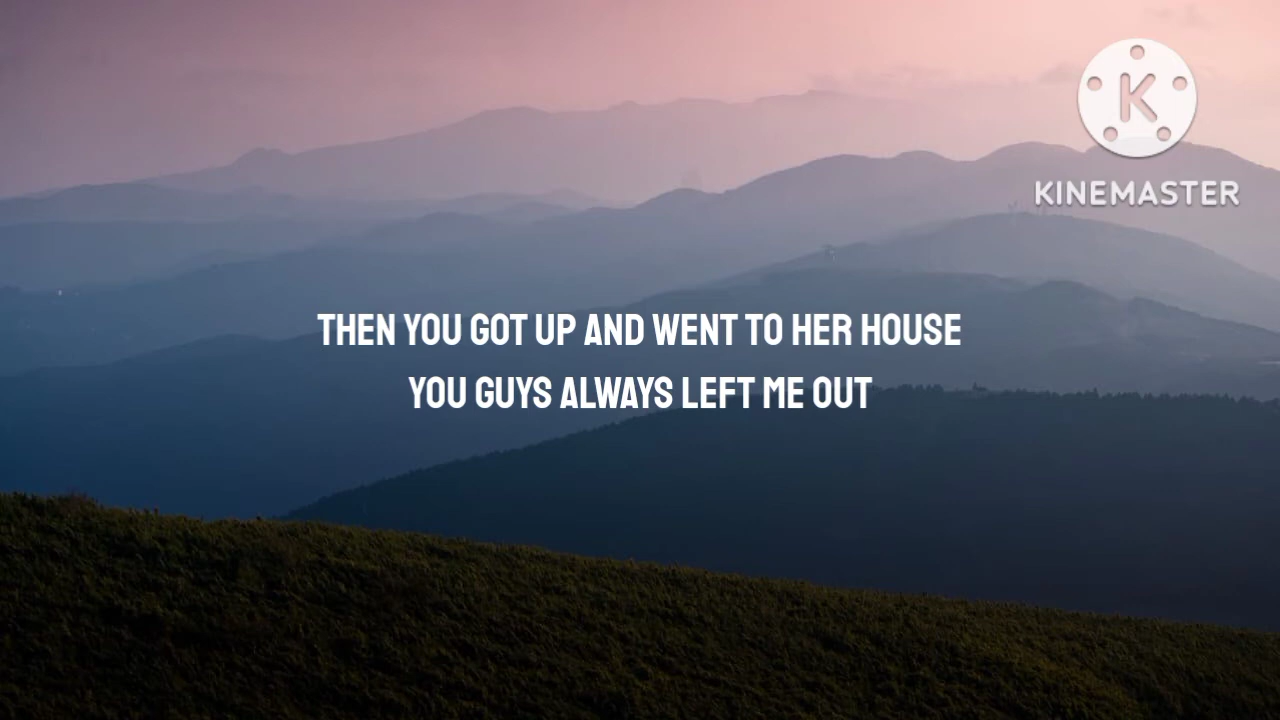 KINEMASTER
THEN YOU GOT UP AND WENT TO HER HOUSE
YOU GUYS ALWAYS LEFT ME OUT